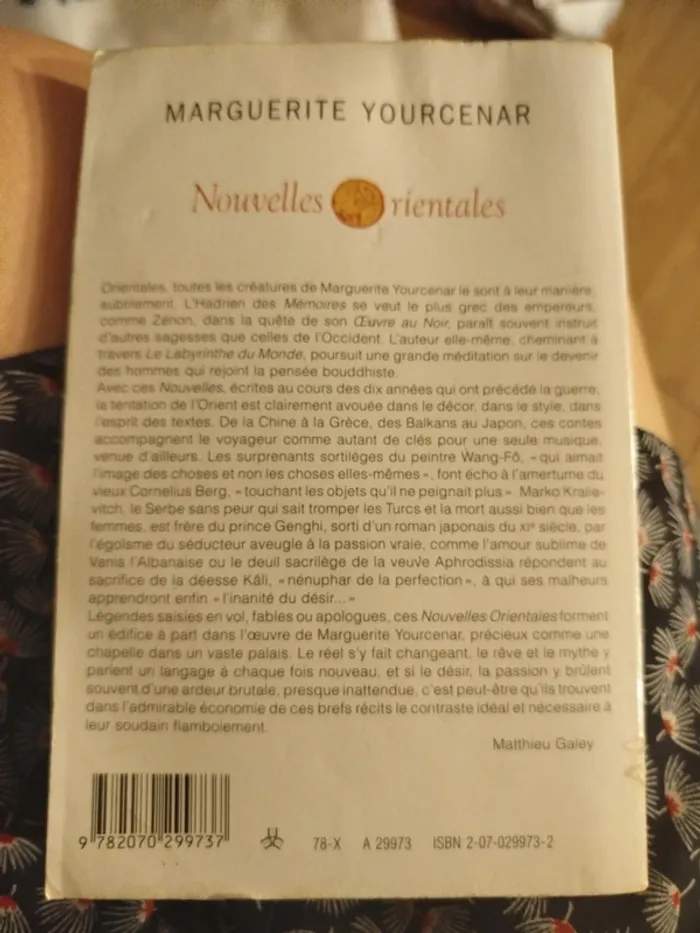 MARGUERITE YOURCENAR
Nouvelles Orientales
Orientales, toutes les créatures de Marguerite Yourcenar le sont à leur manière,
subtilement. L'Hadrien des Mémoires se veut le plus grec des empereurs,
comme Zénon, dans la quête de son Œuvre au Noir, paraît souvent instruit
d'autres sagesses que celles de l'Occident. L'auteur elle-même, cheminant à
travers Le Labyrinthe du Monde, poursuit une grande méditation sur le devenir
des hommes qui rejoint la pensée bouddhiste.
Avec ces Nouvelles, écrites au cours des dix années qui ont précédé la guerre,
la tentation de l'Orient est clairement avouée dans le décor, dans le style, dans
l'esprit des textes. De la Chine à la Grèce, des Balkans au Japon, ces contes
accompagnent le voyageur comme autant de clés pour une seule musique,
venue d'ailleurs. Les surprenants sortilèges du peintre Wang-Fô, « qui aimait
l'image des choses et non les choses elles-mêmes », font écho à l'amertume du
vieux Cornélius Berg, « touchant les objets qu'il ne peignait plus ». Marko Kralie-
vitch, le Serbe sans peur qui sait tromper les Turcs et la mort aussi bien que les
femmes, est frère du prince Genghi, sorti d'un roman japonais du XIe siècle, par
l'égoïsme du séducteur aveugle à la passion vraie, comme l'amour sublime de
Vania l'Albanaise ou le deuil sacrilège de la veuve Aphrodissia répondent au
sacrifice de la déesse Kâli, « nénuphar de la perfection », à qui ses malheurs
apprendront enfin « l'inanité du désir... »
Légendes saisies en vol, fables ou apologues, ces Nouvelles Orientales forment
un édifice à part dans l'œuvre de Marguerite Yourcenar, précieux comme une
chapelle dans un vaste palais. Le réel s'y fait changeant, le rêve et le mythe y
parlent un langage à chaque fois nouveau, et si le désir, la passion y brûlent
souvent d'une ardeur brutale, presque inattendue, c'est peut-être qu'ils trouvent
dans l'admirable économie de ces brefs récits le contraste idéal et nécessaire à
leur soudain flamboiement.
Matthieu Galey
9 782070 299737
78-X A 29973 ISBN 2-07-029973-2